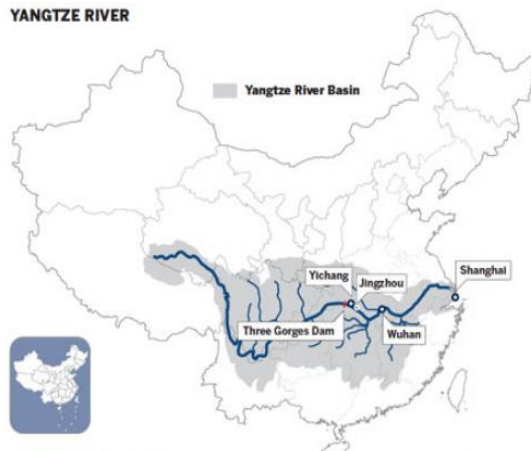 YANGTZE RIVER
Yangtze River Basin
Yichang
Jingzhou
Shanghai
Three Gorges Dam
Wuhan